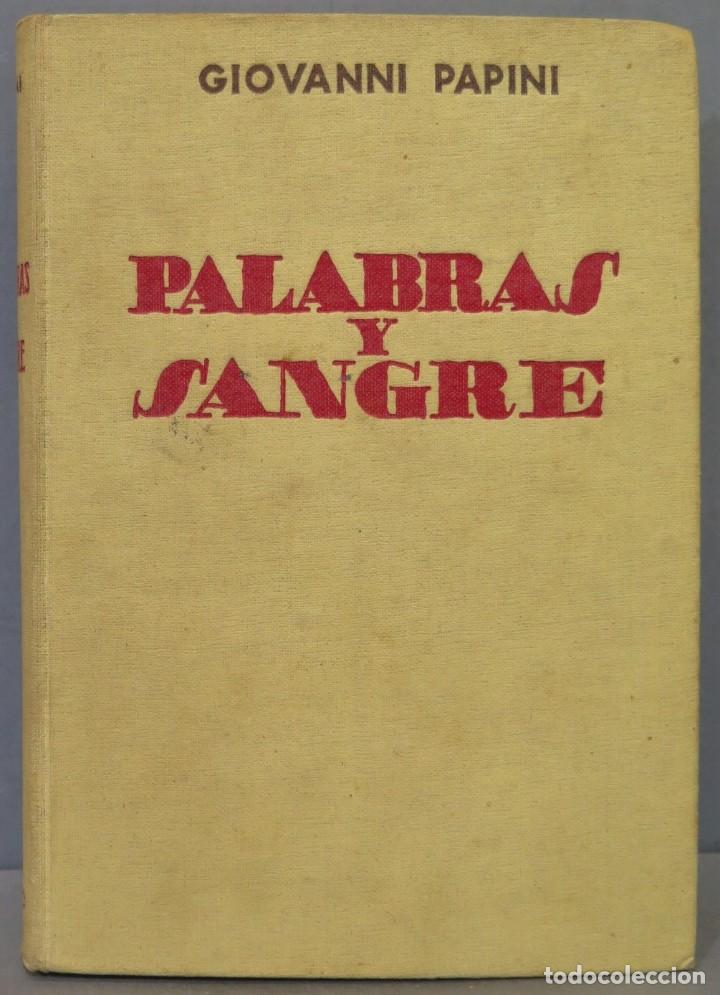 GIOVANNI PAPINI
PALABRAS
Y
SANGRE
todocoleccion